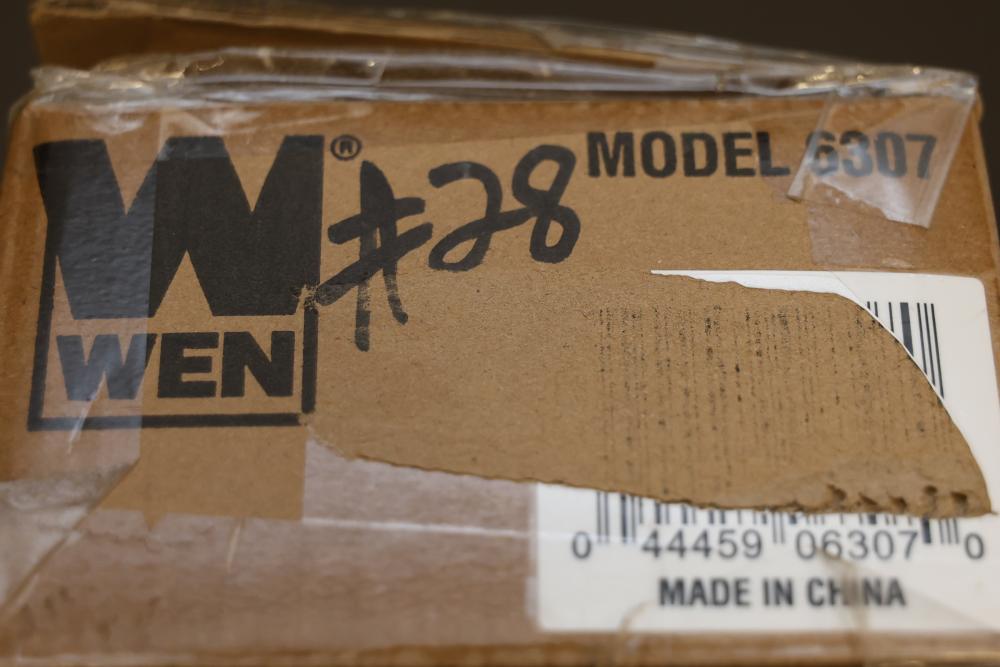 ®
#28
MODEL 6307
WEN
0 44459 06307 0
MADE IN CHINA